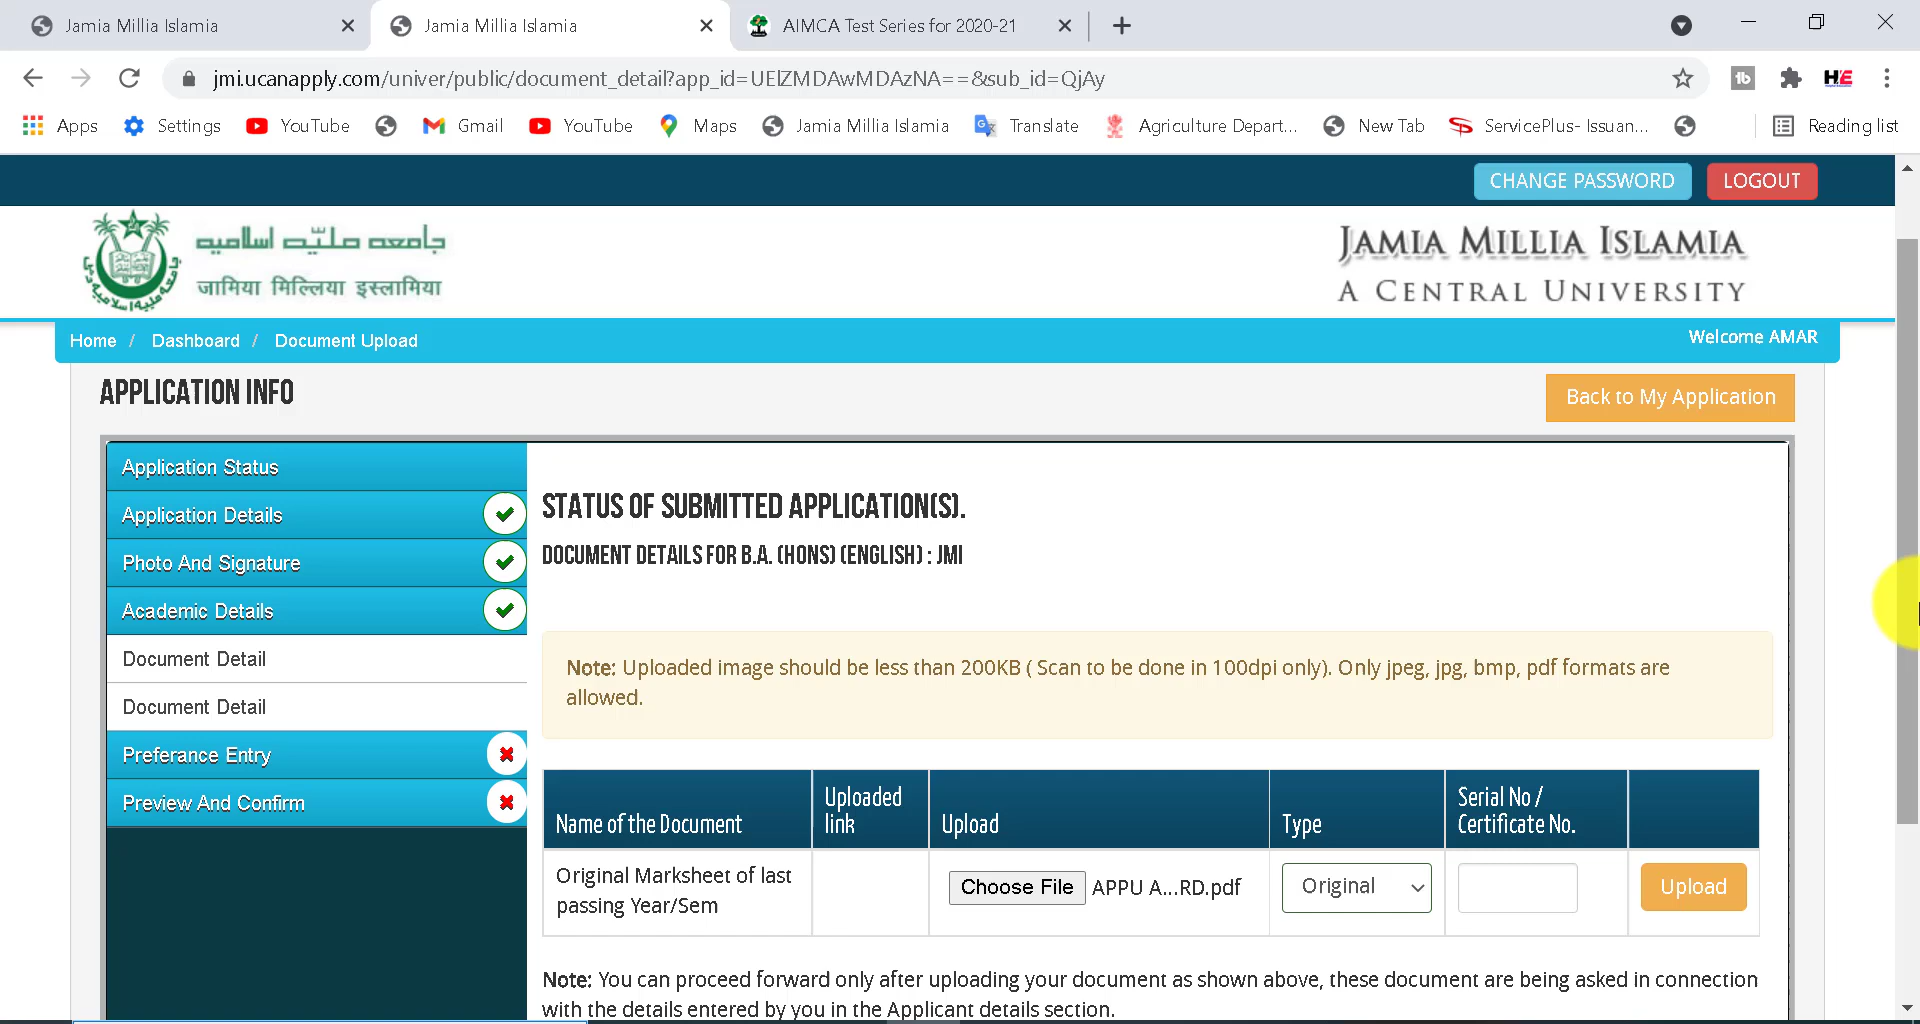 Jamia Millia Islamia
Jamia Millia Islamia
AIMCA Test Series for 2020-21
jmi.ucanapply.com/univer/public/document_detail?app_id=UElZMDAwMDAzNA==&sub_id=QjAy
Apps
Settings
YouTube
Gmail
YouTube
Maps
Jamia Millia Islamia
Translate
Agriculture Depart...
New Tab
ServicePlus- Issuan...
Reading list
CHANGE PASSWORD
LOGOUT
جامعہ ملیّہ اسلامیہ
जामिया मिल्लिया इस्लामिया
JAMIA MILLIA ISLAMIA
A CENTRAL UNIVERSITY
Home / Dashboard / Document Upload
Welcome AMAR
APPLICATION INFO
Back to My Application
Application Status
Application Details
Photo And Signature
Academic Details
Document Detail
Document Detail
Preferance Entry
Preview And Confirm
STATUS OF SUBMITTED APPLICATION(S).
DOCUMENT DETAILS FOR B.A. (HONS) (ENGLISH) : JMI
Note: Uploaded image should be less than 200KB ( Scan to be done in 100dpi only). Only jpeg, jpg, bmp, pdf formats are
allowed.
Name of the Document
Uploaded
link
Upload
Type
Serial No /
Certificate No.
Original Marksheet of last
passing Year/Sem
Choose File APPU A...RD.pdf
Original
Upload
Note: You can proceed forward only after uploading your document as shown above, these document are being asked in connection
with the details entered by you in the Applicant details section.